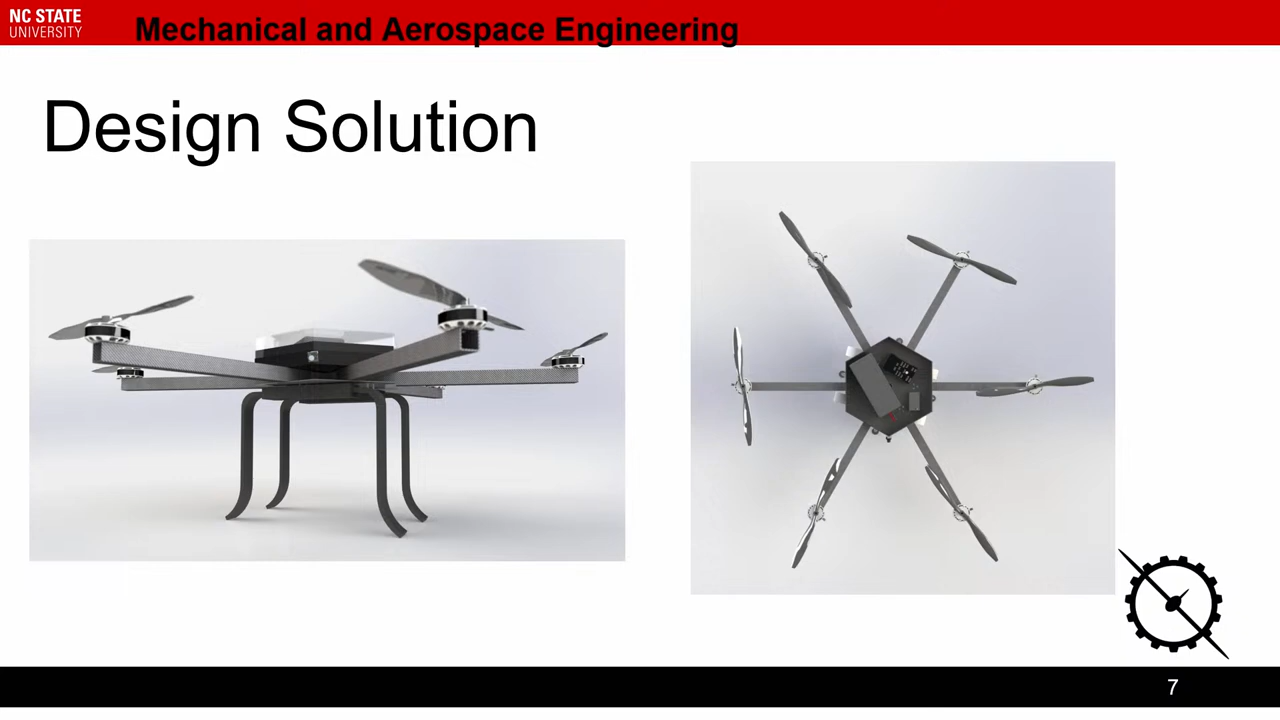 NC STATE
UNIVERSITY
Mechanical and Aerospace Engineering
Design Solution
7